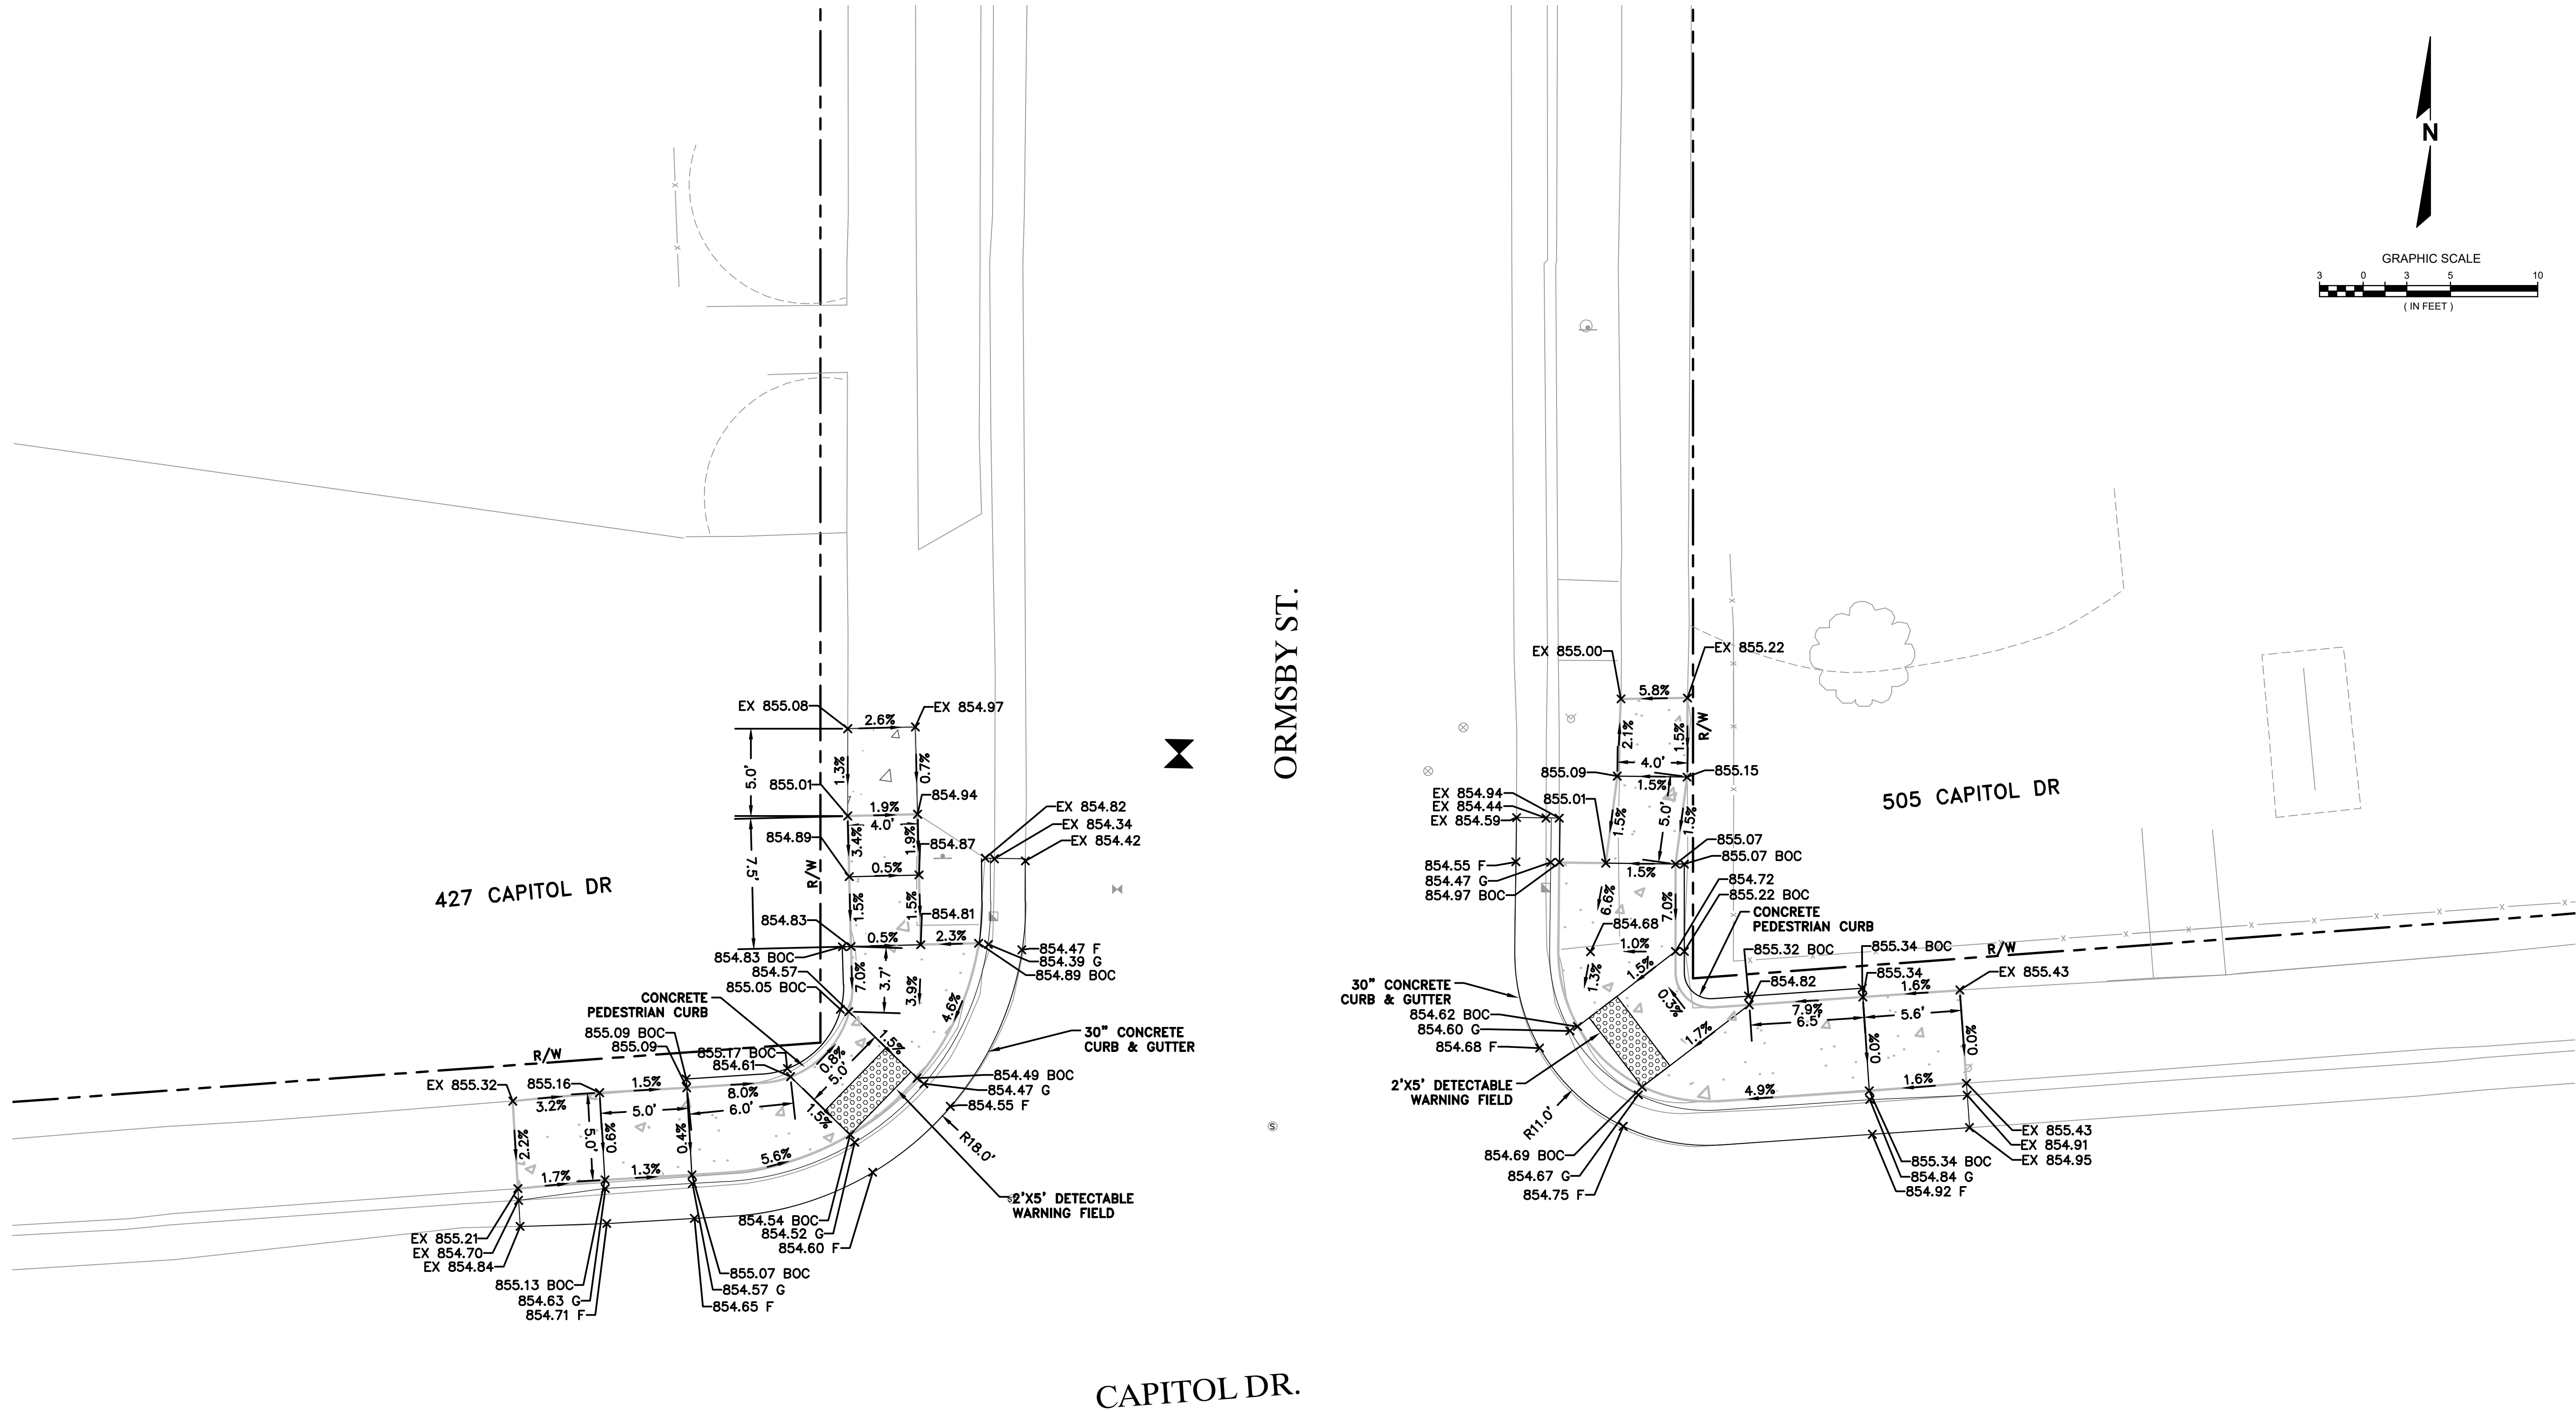 N
GRAPHIC SCALE
3 0 3 5 10
( IN FEET )
ORMSBY ST.
CAPITOL DR.
427 CAPITOL DR
505 CAPITOL DR
EX 855.08
EX 854.97
2.6%
5.0'
1.3%
0.7%
855.01
854.94
1.9%
4.0'
EX 854.82
EX 854.34
EX 854.42
3.4%
1.9%
854.89
854.87
0.5%
7.5'
R/W
1.5%
1.5%
854.83
854.81
0.5%
2.3%
854.47 F
854.39 G
854.89 BOC
854.83 BOC
854.57
855.05 BOC
7.0%
3.7'
3.9%
4.6%
CONCRETE
PEDESTRIAN CURB
30" CONCRETE
CURB & GUTTER
855.09 BOC
855.09
855.17 BOC
854.61
R/W
0.8%
5.0'
1.5%
1.5%
854.49 BOC
854.47 G
854.55 F
R18.0'
2'X5' DETECTABLE
WARNING FIELD
EX 855.32
855.16
1.5%
3.2%
5.0'
8.0%
6.0'
2.2%
5.0'
0.6%
0.4%
1.7%
1.3%
5.6%
854.54 BOC
854.52 G
854.60 F
EX 855.21
EX 854.70
EX 854.84
855.13 BOC
854.63 G
854.71 F
855.07 BOC
854.57 G
854.65 F
EX 855.00
EX 855.22
5.8%
2.1%
1.5%
R/W
4.0'
855.09
855.15
1.5%
EX 854.94
EX 854.44
EX 854.59
855.01
1.5%
5.0'
1.5%
855.07
855.07 BOC
854.55 F
854.47 G
854.97 BOC
1.5%
854.72
855.22 BOC
6.6%
7.0%
CONCRETE
PEDESTRIAN CURB
854.68
1.0%
855.32 BOC
855.34 BOC
R/W
1.3%
1.5%
855.34
EX 855.43
854.82
1.6%
30" CONCRETE
CURB & GUTTER
0.3%
7.9%
6.5'
5.6'
854.62 BOC
854.60 G
854.68 F
1.7%
0.0%
0.0%
2'X5' DETECTABLE
WARNING FIELD
4.9%
1.6%
R11.0'
EX 855.43
EX 854.91
EX 854.95
854.69 BOC
854.67 G
854.75 F
855.34 BOC
854.84 G
854.92 F